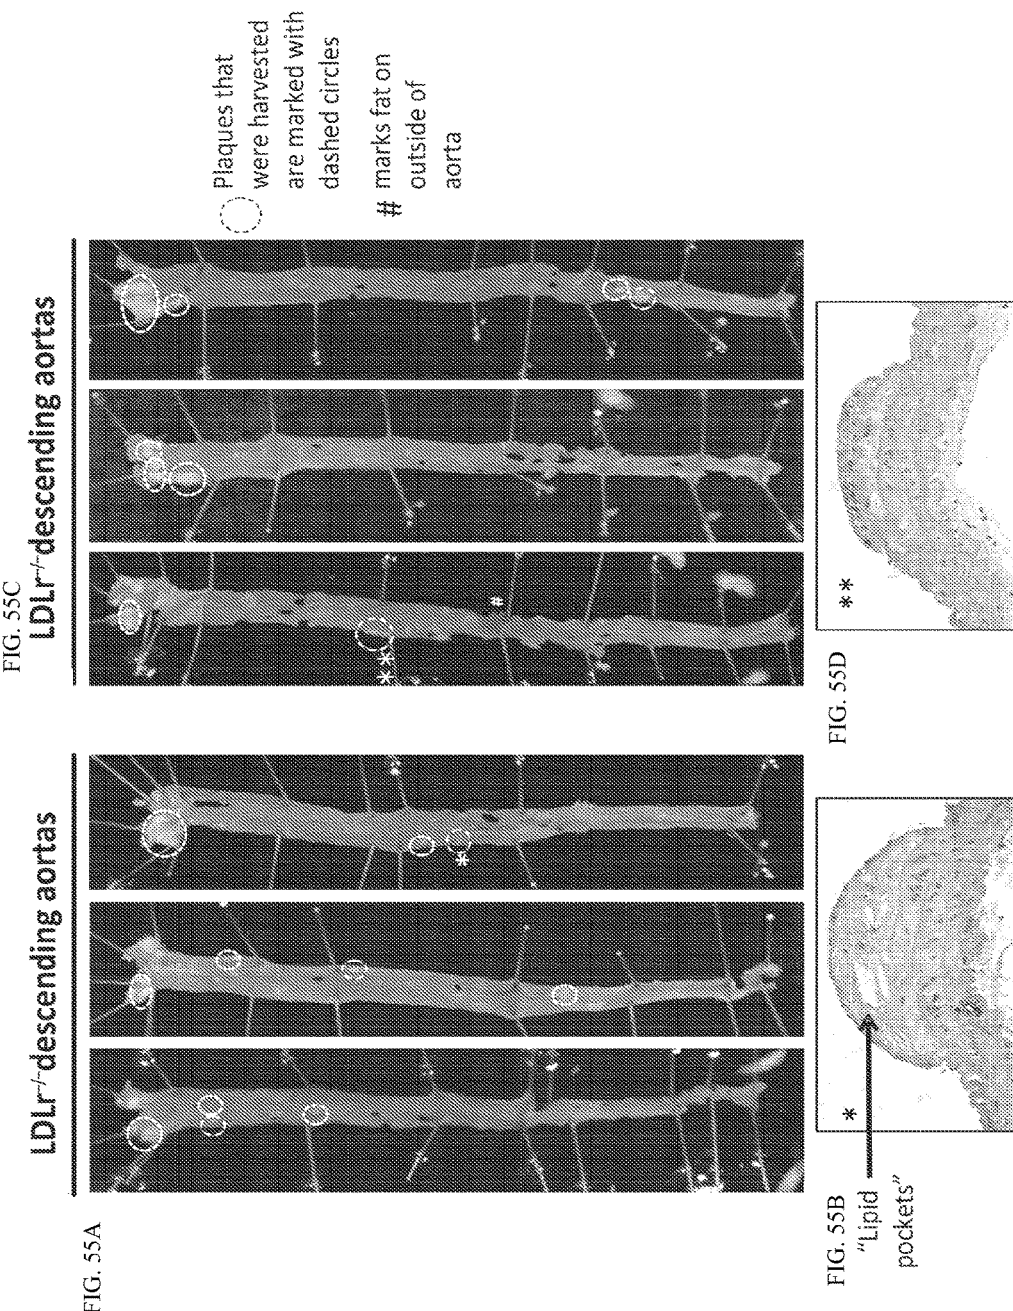 FIG. 55A
LDLr-/-descending aortas
*
FIG. 55B
"Lipid
pockets"
*
FIG. 55C
LDLr-/-descending aortas
**
#
Plaques that
were harvested
are marked with
dashed circles
# marks fat on
outside of
aorta
FIG. 55D
**